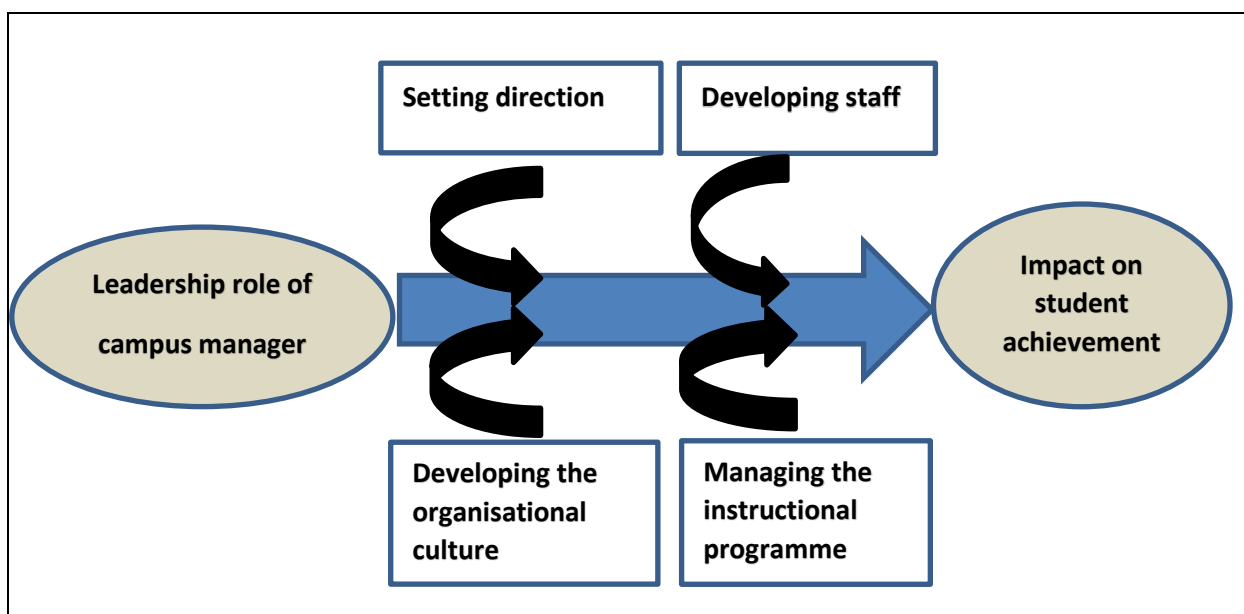 Setting direction
Developing staff
Leadership role of
campus manager
Impact on
student
achievement
Developing the
organisational
culture
Managing the
instructional
programme